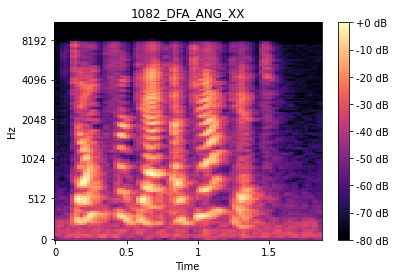 1082_DFA_ANG_XX
+0 dB
8192
-10 dB
4096
-20 dB
-30 dB
2048
Hz
-40 dB
1024
-50 dB
512
-60 dB
-70 dB
0
-80 dB
0 0.5 1 1.5
Time